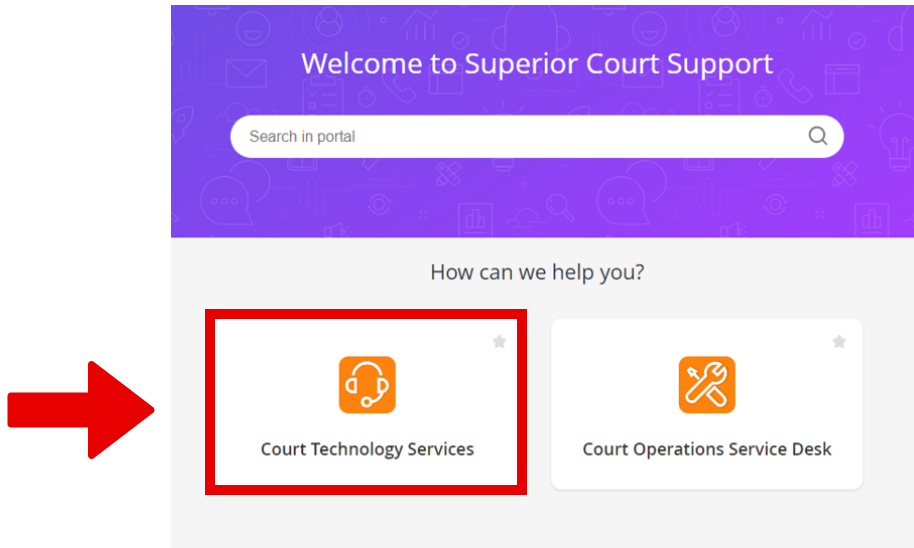 Welcome to Superior Court Support
Search in portal
How can we help you?
Court Technology Services
Court Operations Service Desk